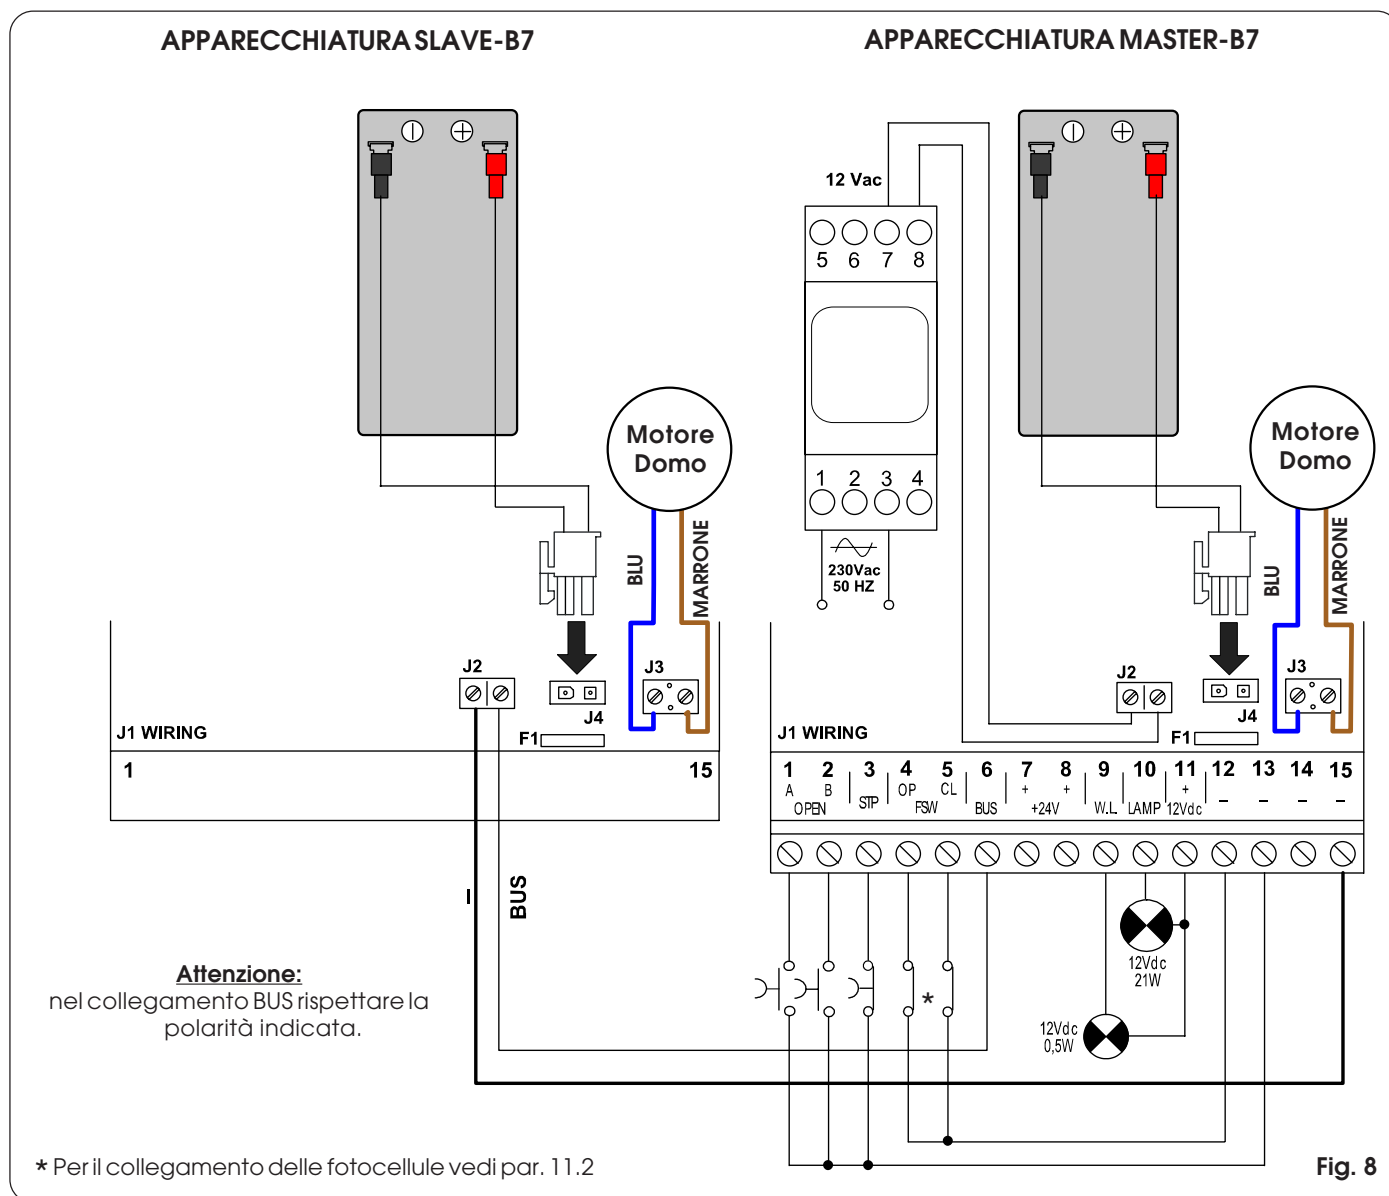 APPARECCHIATURA SLAVE-B7
APPARECCHIATURA MASTER-B7
12 Vac
5 6 7 8
1 2 3 4
230Vac
50 HZ
Motore
Domo
BLU
MARRONE
J2
J3
J4
F1
J1 WIRING
1 15
Motore
Domo
BLU
MARRONE
J2
J3
J4
F1
J1 WIRING
1 2 3 4 5 6 7 8 9 10 11 12 13 14 15
A B OP CL + + + – – – –
OPEN STP FSW BUS +24V W.L. LAMP 12Vdc
– BUS
12Vdc
21W
12Vdc
0,5W
*
Attenzione:
nel collegamento BUS rispettare la
polarità indicata.
* Per il collegamento delle fotocellule vedi par. 11.2
Fig. 8